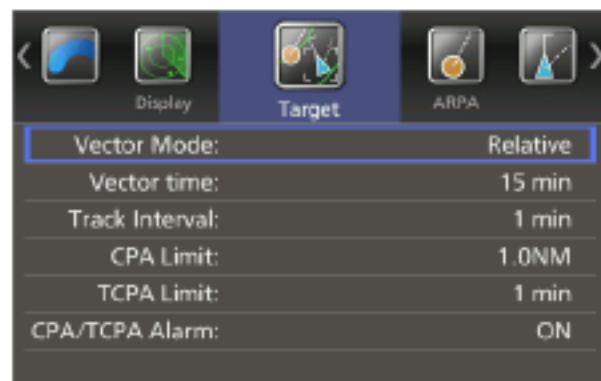 Display Target ARPA
Vector Mode: Relative
Vector time: 15 min
Track Interval: 1 min
CPA Limit: 1.0NM
TCPA Limit: 1 min
CPA/TCPA Alarm: ON